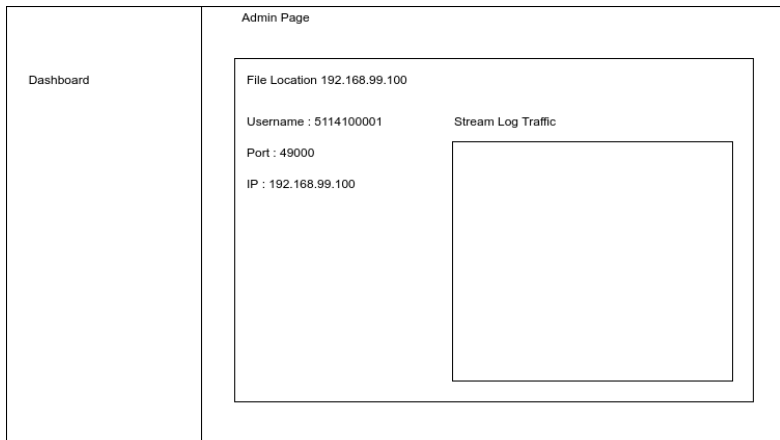 Admin Page
Dashboard
File Location 192.168.99.100
Username : 5114100001
Stream Log Traffic
Port : 49000
IP : 192.168.99.100